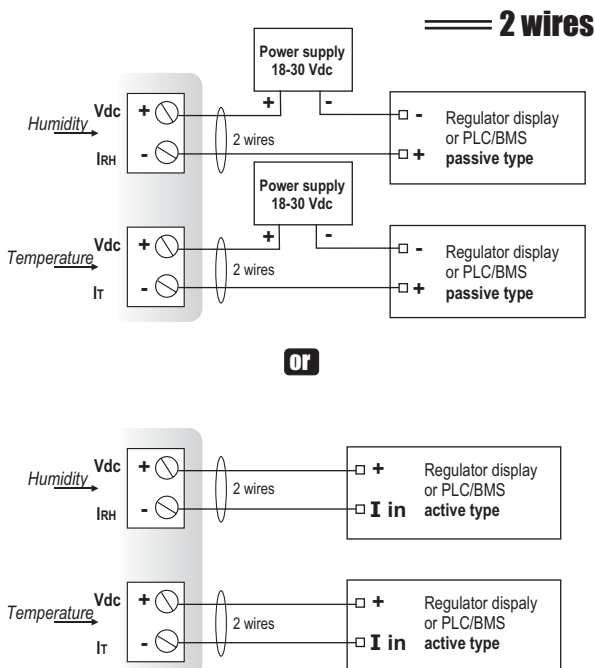 2 wires
Power supply
18-30 Vdc
+ -
Humidity
Vdc
+
IRH
-
2 wires
-
+
Regulator display
or PLC/BMS
passive type
Power supply
18-30 Vdc
+ -
Temperature
Vdc
+
IT
-
2 wires
-
+
Regulator display
or PLC/BMS
passive type
or
Humidity
Vdc
+
IRH
-
2 wires
+
I in
Regulator display
or PLC/BMS
active type
Temperature
Vdc
+
IT
-
2 wires
+
I in
Regulator dispaly
or PLC/BMS
active type